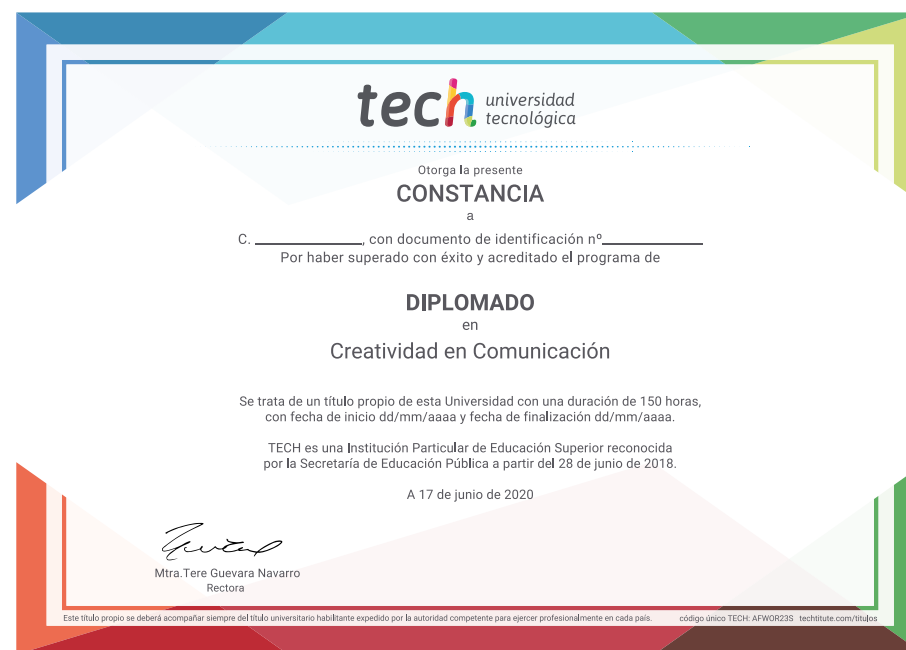 tech universidad
tecnológica
Otorga la presente
CONSTANCIA
a
C. ______________, con documento de identificación nº_____________
Por haber superado con éxito y acreditado el programa de
DIPLOMADO
en
Creatividad en Comunicación
Se trata de un título propio de esta Universidad con una duración de 150 horas,
con fecha de inicio dd/mm/aaaa y fecha de finalización dd/mm/aaaa.
TECH es una Institución Particular de Educación Superior reconocida
por la Secretaría de Educación Pública a partir del 28 de junio de 2018.
A 17 de junio de 2020
Mtra.Tere Guevara Navarro
Rectora
Este título propio se deberá acompañar siempre del título universitario habilitante expedido por la autoridad competente para ejercer profesionalmente en cada país. código único TECH: AFWOR23S techtitute.com/titulos